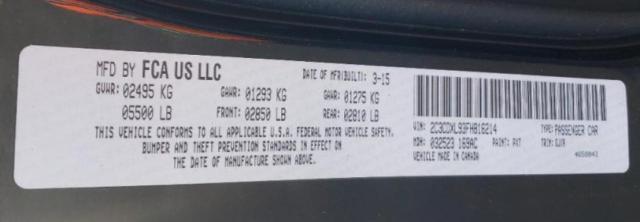 MFD BY FCA US LLC DATE OF MFR(BUILT): 3-15
GVWR: 02495 KG GAWR: 01293 KG GAWR: 01275 KG
05500 LB FRONT: 02850 LB REAR: 02810 LB
THIS VEHICLE CONFORMS TO ALL APPLICABLE U.S.A. FEDERAL MOTOR VEHICLE SAFETY,
BUMPER AND THEFT PREVENTION STANDARDS IN EFFECT ON
THE DATE OF MANUFACTURE SHOWN ABOVE.
VIN: 2C3CDXL93FH816214 TYPE: PASSENGER CAR
MDH: 032523 169AC PAINT: PXT TRIM:
VEHICLE MADE IN CANADA